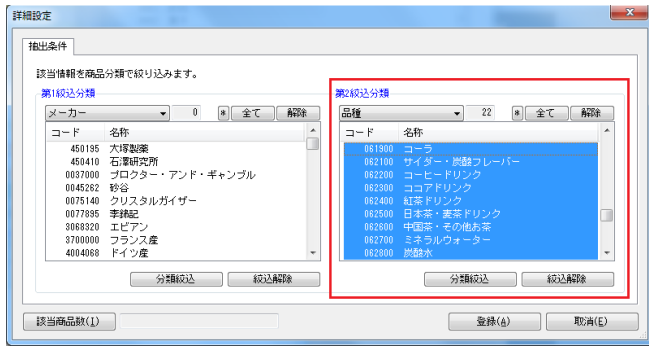 詳細設定
抽出条件
該当情報を商品分類で絞り込みます。
第1絞込分類
メーカー 0 * 全て 解除
コード 名称
450195 大塚製薬
450410 石澤研究所
0037000 プロクター・アンド・ギャンブル
0045262 砂谷
0075140 クリスタルガイザー
0077895 李錦記
3068320 エビアン
3700000 フランス産
4004068 ドイツ産
分類絞込 絞込解除
第2絞込分類
品種 22 * 全て 解除
コード 名称
061900 コーラ
062100 サイダー・炭酸フレーバー
062200 コーヒードリンク
062300 ココアドリンク
062400 紅茶ドリンク
062500 日本茶・麦茶ドリンク
062600 中国茶・その他お茶
062700 ミネラルウォーター
062800 炭酸水
分類絞込 絞込解除
該当商品数(I) 登録(A) 取消(E)